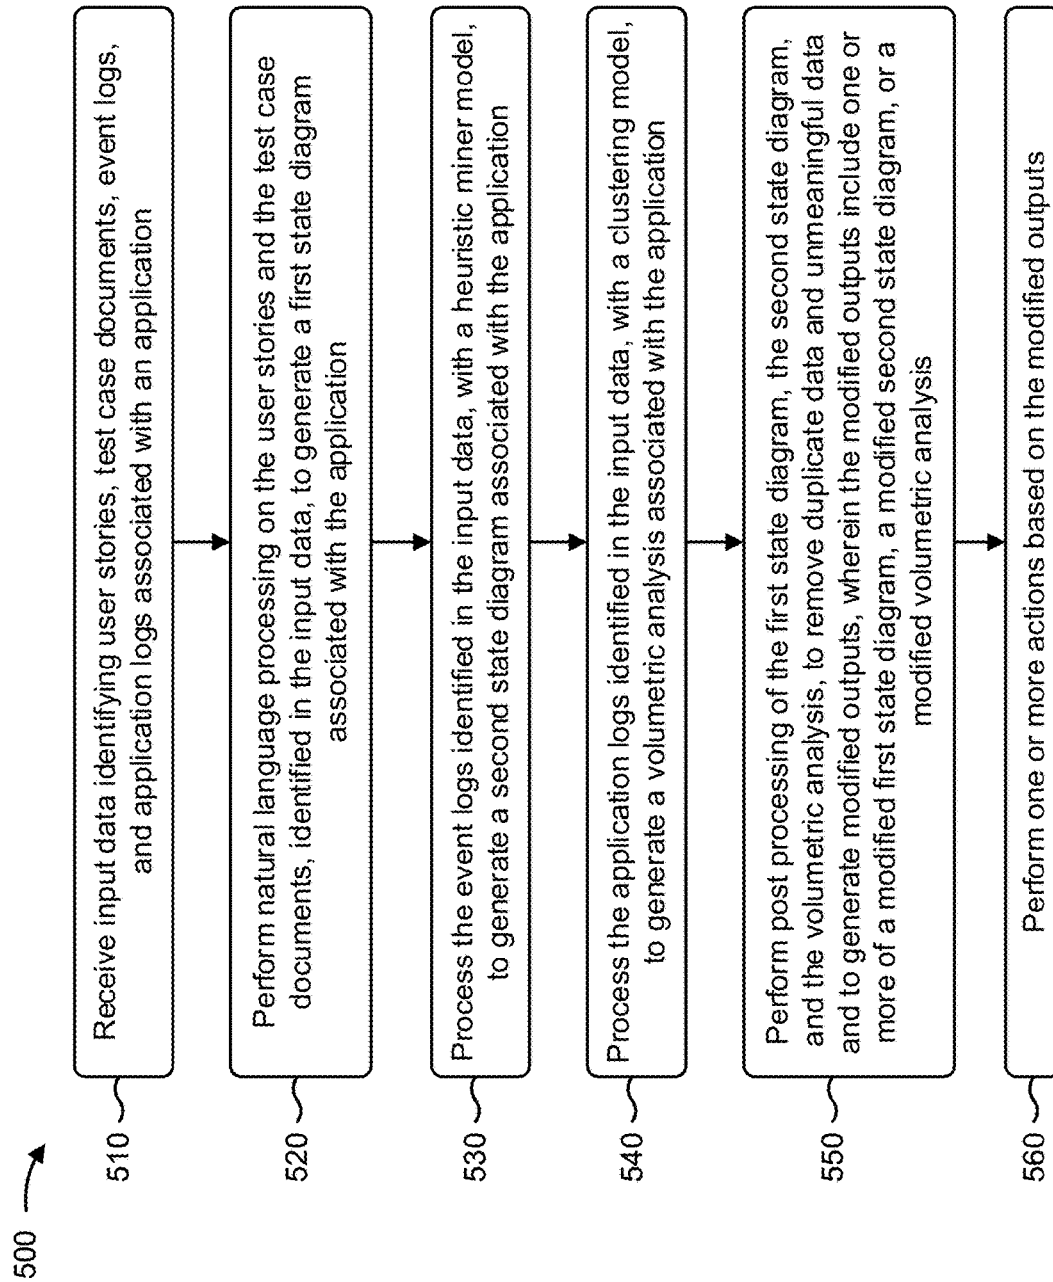 500
510
Receive input data identifying user stories, test case documents, event logs,
and application logs associated with an application
520
Perform natural language processing on the user stories and the test case
documents, identified in the input data, to generate a first state diagram
associated with the application
530
Process the event logs identified in the input data, with a heuristic miner model,
to generate a second state diagram associated with the application
540
Process the application logs identified in the input data, with a clustering model,
to generate a volumetric analysis associated with the application
550
Perform post processing of the first state diagram, the second state diagram,
and the volumetric analysis, to remove duplicate data and unmeaningful data
and to generate modified outputs, wherein the modified outputs include one or
more of a modified first state diagram, a modified second state diagram, or a
modified volumetric analysis
560
Perform one or more actions based on the modified outputs